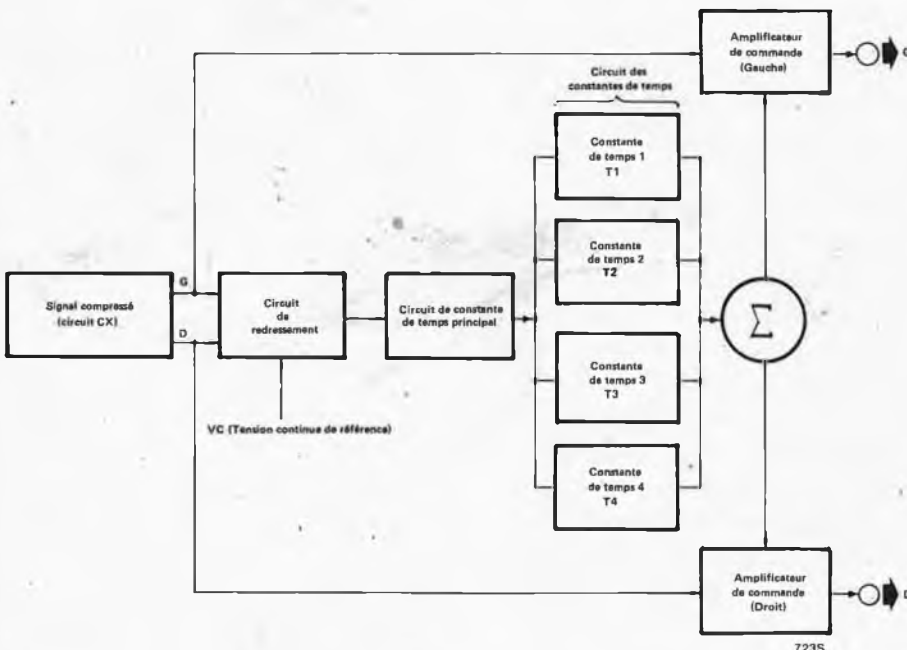 Amplificateur
de commande
(Gauche)
G
Circuit des
constantes de temps
Constante
de temps 1
T1
Constante
de temps 2
T2
Signal compressé
(circuit CX)
G
D
Circuit
de
redressement
Circuit de constante
de temps principal
Σ
Constante
de temps 3
T3
VC (Tension continue de référence)
Constante
de temps 4
T4
Amplificateur
de commande
(Droit)
D
723S